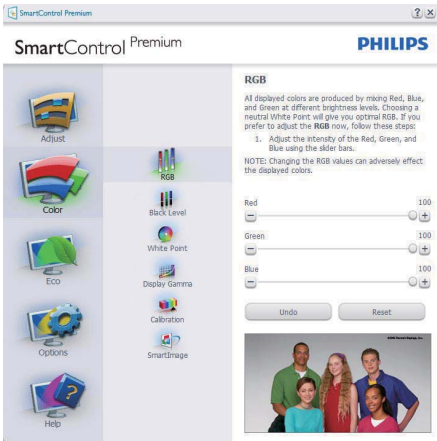 SmartControl Premium
SmartControl Premium
PHILIPS
Adjust
Color
Eco
Options
Help
RGB
Black Level
White Point
Display Gamma
Calibration
SmartImage
RGB
All displayed colors are produced by mixing Red, Blue,
and Green at different brightness levels. Choosing a
neutral White Point will give you optimal RGB. If you
prefer to adjust the RGB now, follow these steps:
1. Adjust the intensity of the Red, Green, and
Blue using the slider bars.
NOTE: Changing the RGB values can adversely effect
the displayed colors.
Red 100
Green 100
Blue 100
Undo Reset